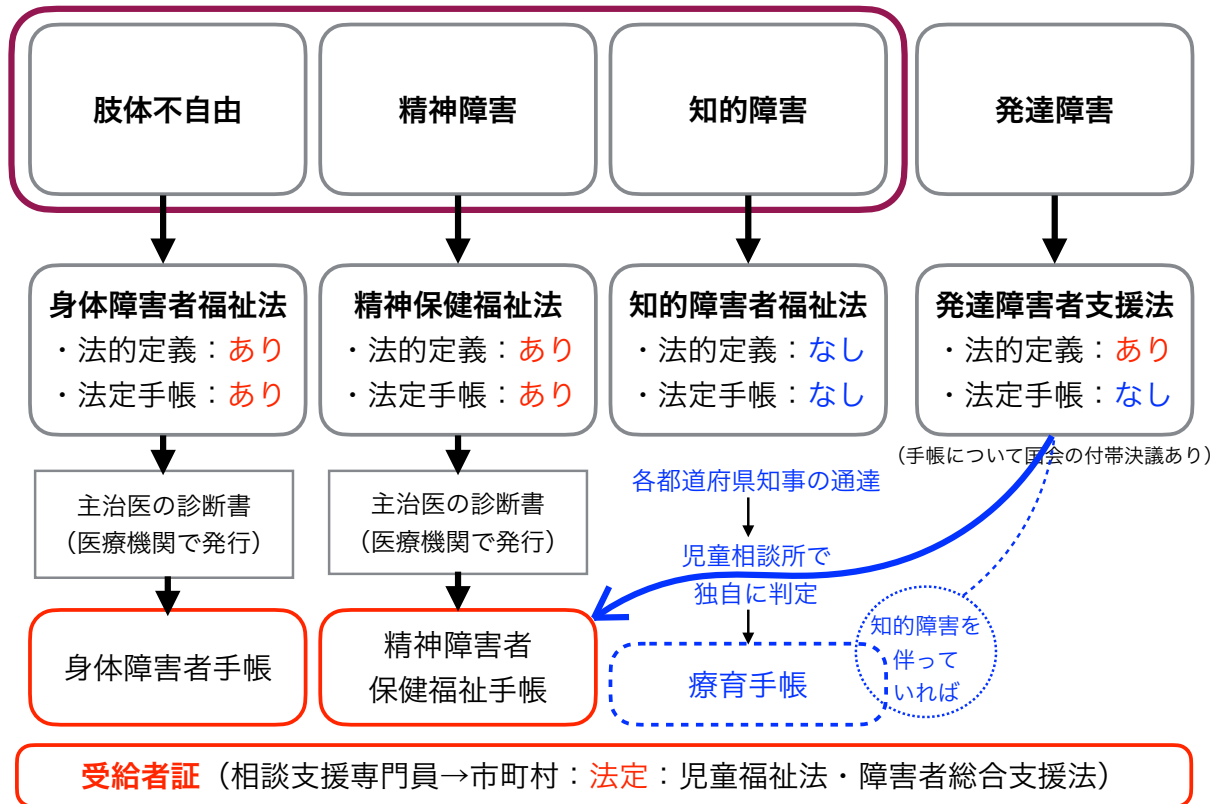 肢体不自由
精神障害
知的障害
発達障害
身体障害者福祉法
・法的定義：あり
・法定手帳：あり
精神保健福祉法
・法的定義：あり
・法定手帳：あり
知的障害者福祉法
・法的定義：なし
・法定手帳：なし
発達障害者支援法
・法的定義：あり
・法定手帳：なし
（手帳について国会の付帯決議あり）
主治医の診断書
（医療機関で発行）
主治医の診断書
（医療機関で発行）
各都道府県知事の通達
児童相談所で
独自に判定
身体障害者手帳
精神障害者
保健福祉手帳
療育手帳
知的障害を
伴って
いれば
受給者証（相談支援専門員→市町村：法定：児童福祉法・障害者総合支援法）